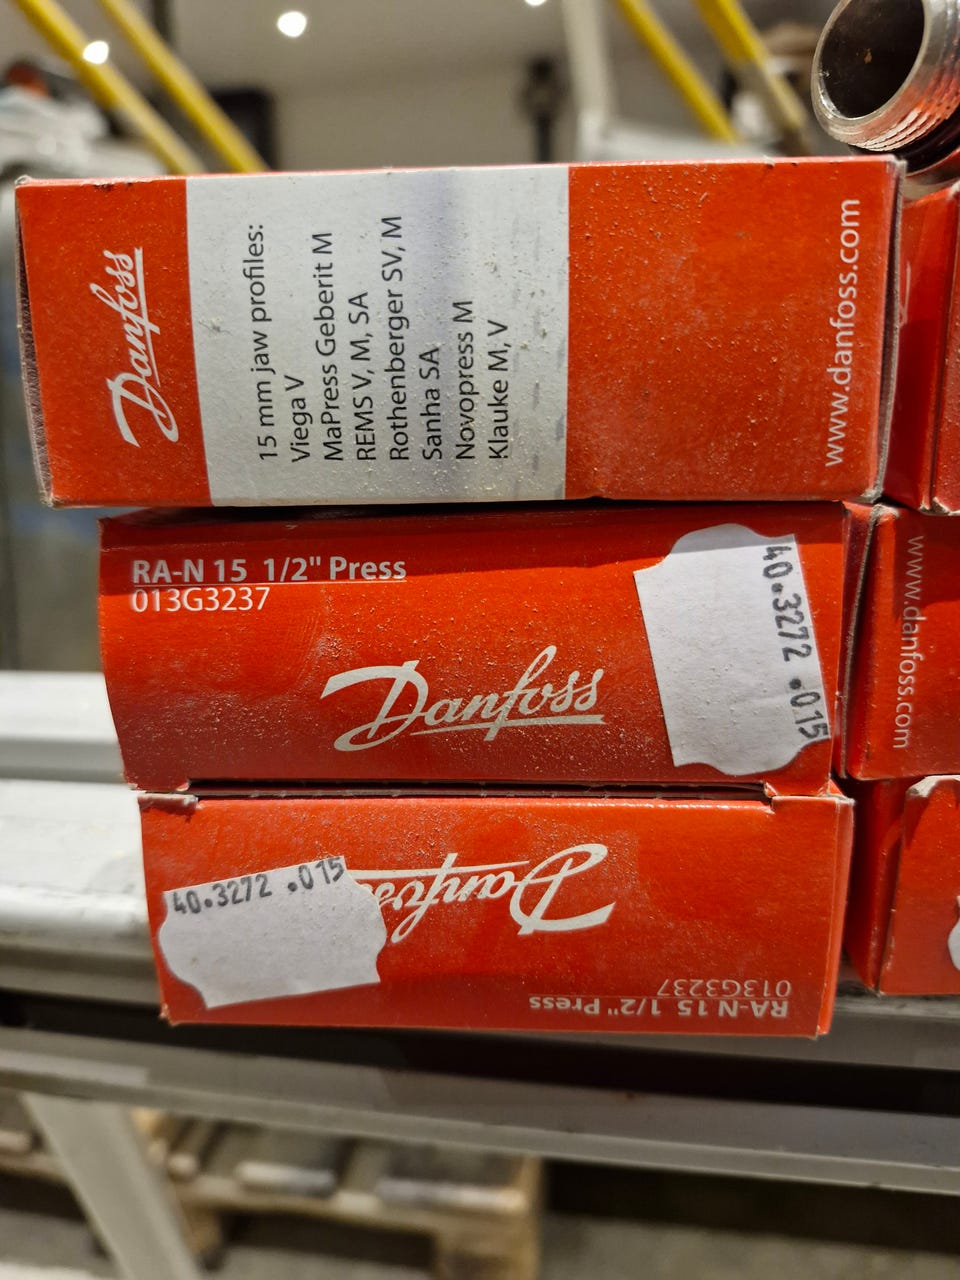 Danfoss
15 mm jaw profiles:
Viega V
MaPress Geberit M
REMS V, M, SA
Rothenberger SV, M
Sanha SA
Novopress M
Klauke M, V
www.danfoss.com
RA-N 15 1/2" Press
013G3237
Danfoss
40.3272 .015
www.danfoss.com
40.3272 .015
Danfoss
RA-N 15 1/2" Press
013G3237